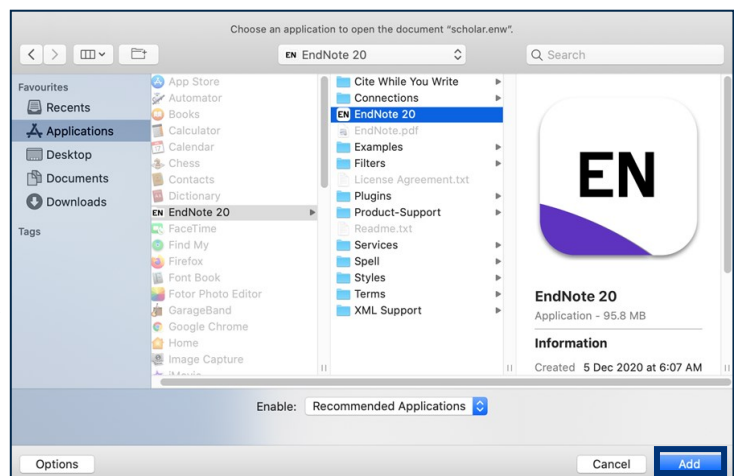 Choose an application to open the document “scholar.enw”.
EN EndNote 20
Search
Favourites
Recents
Applications
Desktop
Documents
Downloads
Tags
App Store
Automator
Books
Calculator
Calendar
Chess
Contacts
Dictionary
EN EndNote 20
FaceTime
Find My
Firefox
Font Book
Fotor Photo Editor
GarageBand
Google Chrome
Home
Image Capture
iMovie
Cite While You Write
Connections
EN EndNote 20
EndNote.pdf
Examples
Filters
License Agreement.txt
Plugins
Product-Support
Readme.txt
Services
Spell
Styles
Terms
XML Support
EN
EndNote 20
Application - 95.8 MB
Information
Created 5 Dec 2020 at 6:07 AM
Enable: Recommended Applications
Options
Cancel
Add